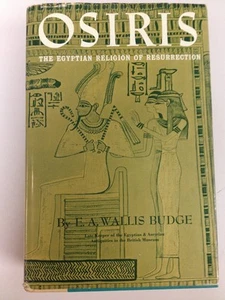 OSIRIS
THE EGYPTIAN RELIGION OF RESURRECTION
By E. A. WALLIS BUDGE
Late Keeper of the Egyptian & Assyrian
antiquities in the British Museum